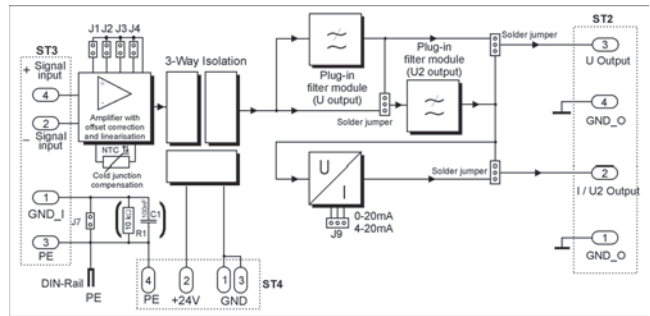 J1 J2 J3 J4
ST3
+ Signal
input
4
2
_ Signal
input
Amplifier with
offset correction
and linearisation
NTC
Cold junction
compensation
3-Way Isolation
Plug-in
filter module
(U output)
Plug-in
filter module
(U2 output)
Solder jumper
Solder jumper
Solder jumper
U
I
0-20mA
4-20mA
J9
ST2
3
U Output
4
GND_O
2
I / U2 Output
1
GND_O
1
GND_I
J7
3
PE
R1
C1
DIN-Rail
PE
4
2
1
3
PE
+24V
GND
ST4